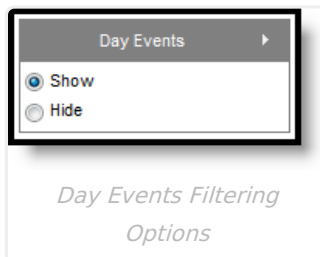 Day Events
Show
Hide
Day Events Filtering
Options